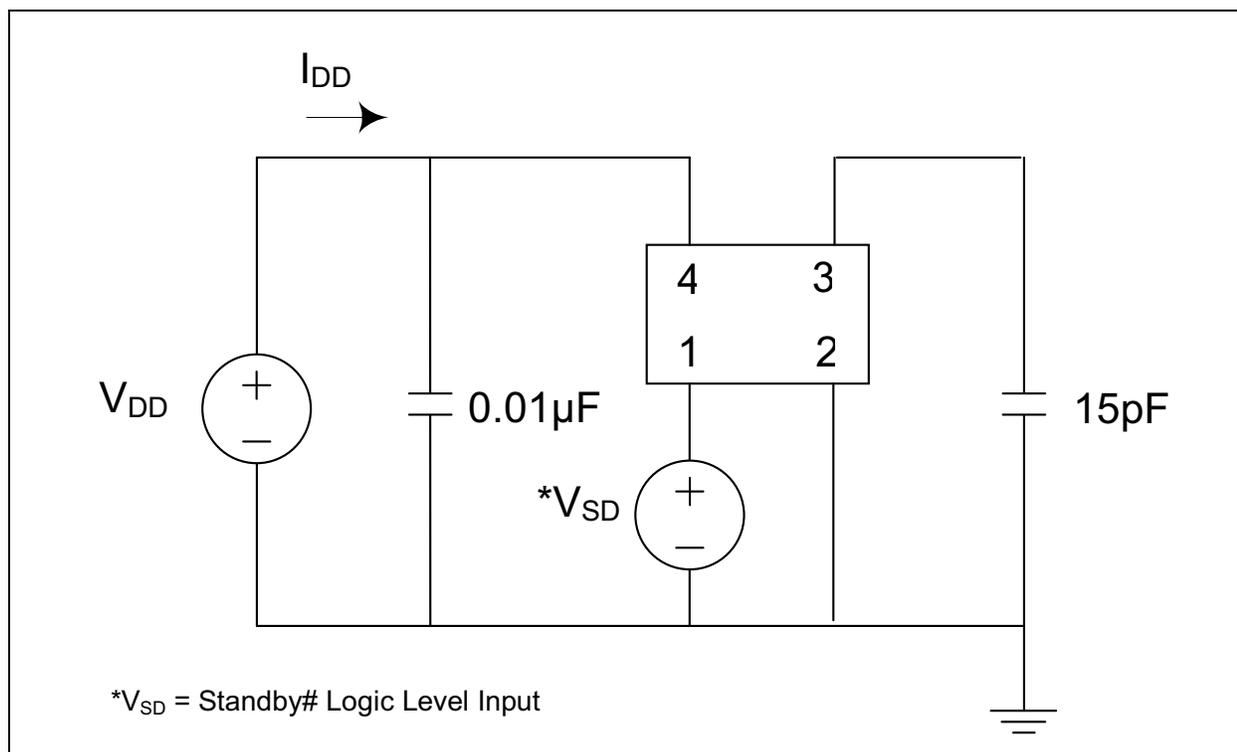 IDD
4 3
1 2
VDD
+
−
0.01µF
15pF
*VSD
+
−
*VSD = Standby# Logic Level Input